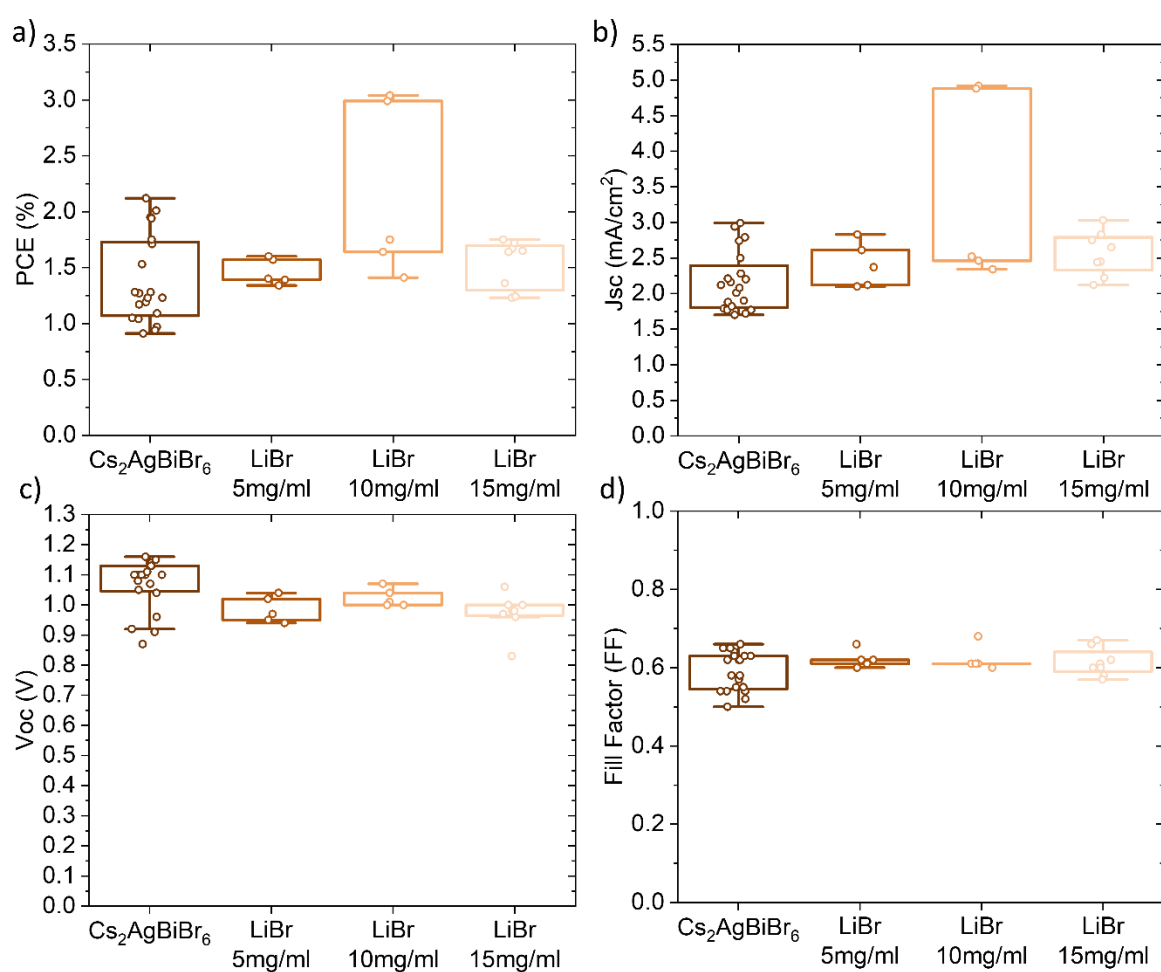 a)
3.5
3.0
2.5
2.0
1.5
1.0
0.5
0.0
PCE (%)
Cs2AgBiBr6
LiBr
5mg/ml
LiBr
10mg/ml
LiBr
15mg/ml
b)
5.5
5.0
4.5
4.0
3.5
3.0
2.5
2.0
1.5
1.0
0.5
0.0
Jsc (mA/cm²)
Cs2AgBiBr6
LiBr
5mg/ml
LiBr
10mg/ml
LiBr
15mg/ml
c)
1.3
1.2
1.1
1.0
0.9
0.8
0.7
0.6
0.5
0.4
0.3
0.2
0.1
0.0
Voc (V)
Cs2AgBiBr6
LiBr
5mg/ml
LiBr
10mg/ml
LiBr
15mg/ml
d)
1.0
0.8
0.6
0.4
0.2
0.0
Fill Factor (FF)
Cs2AgBiBr6
LiBr
5mg/ml
LiBr
10mg/ml
LiBr
15mg/ml